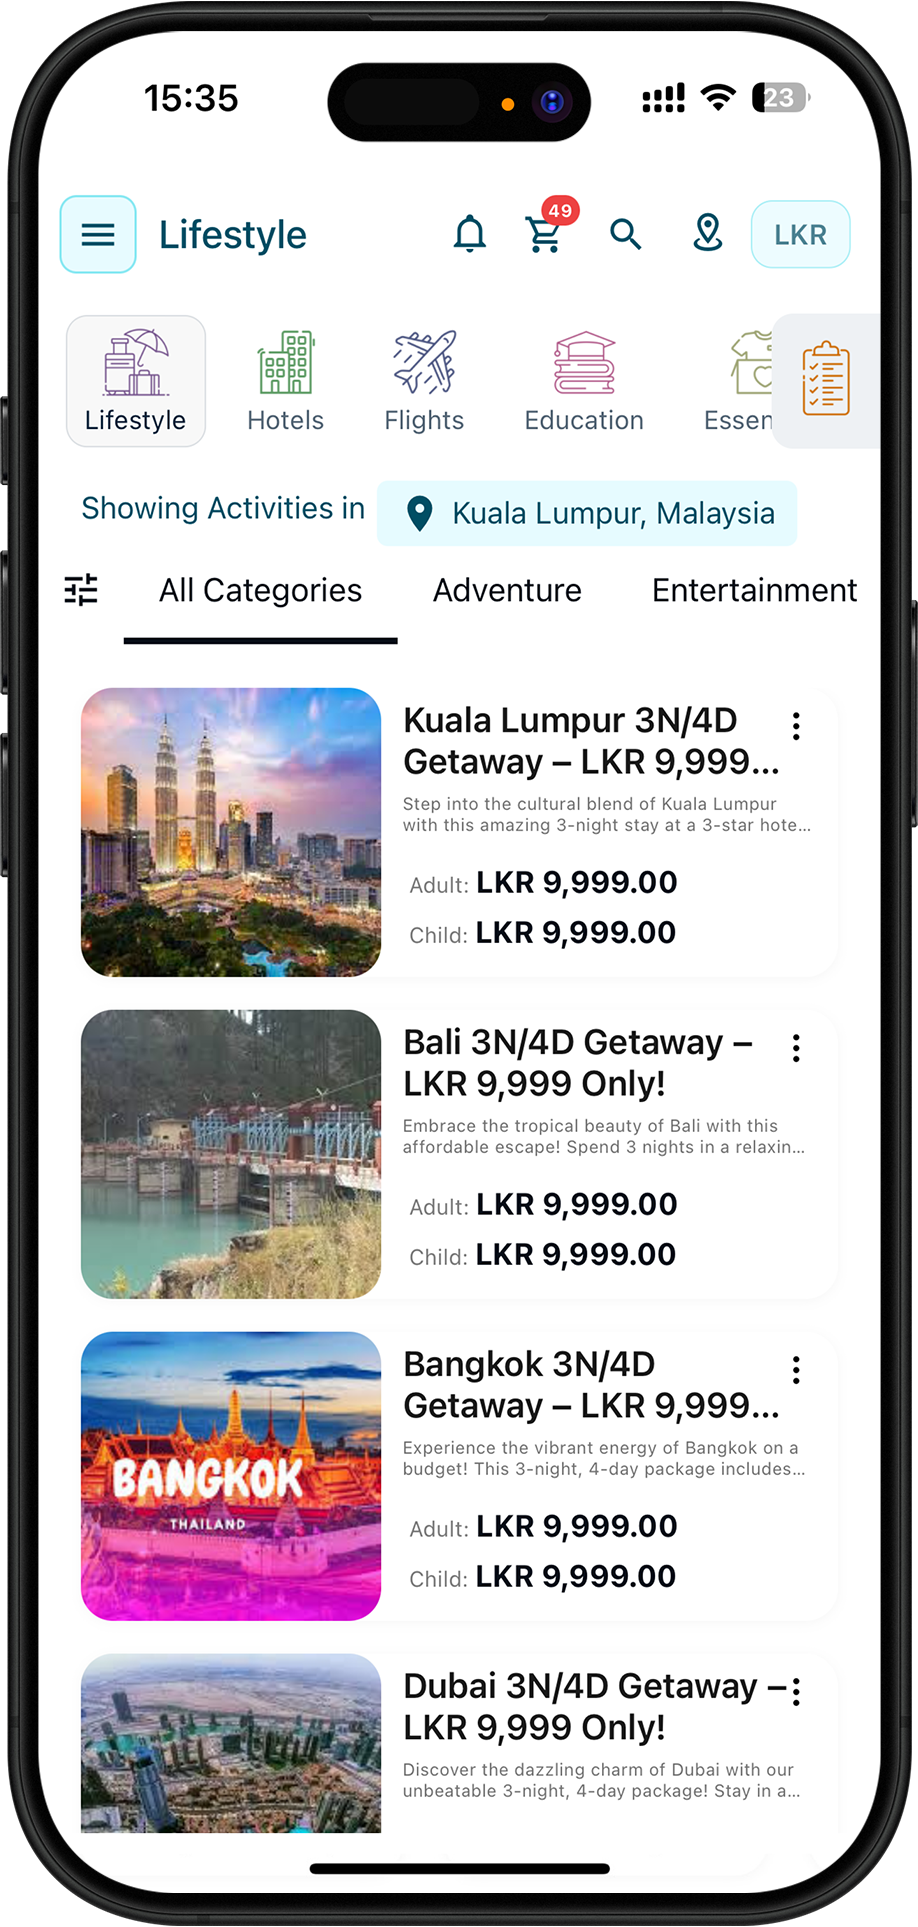 15:35
23
Lifestyle
49
LKR
Lifestyle
Hotels
Flights
Education
Essen
Showing Activities in
Kuala Lumpur, Malaysia
All Categories
Adventure
Entertainment
Kuala Lumpur 3N/4D
Getaway – LKR 9,999...
Step into the cultural blend of Kuala Lumpur
with this amazing 3-night stay at a 3-star hote...
Adult: LKR 9,999.00
Child: LKR 9,999.00
Bali 3N/4D Getaway –
LKR 9,999 Only!
Embrace the tropical beauty of Bali with this
affordable escape! Spend 3 nights in a relaxin...
Adult: LKR 9,999.00
Child: LKR 9,999.00
BANGKOK
THAILAND
Bangkok 3N/4D
Getaway – LKR 9,999...
Experience the vibrant energy of Bangkok on a
budget! This 3-night, 4-day package includes...
Adult: LKR 9,999.00
Child: LKR 9,999.00
Dubai 3N/4D Getaway –
LKR 9,999 Only!
Discover the dazzling charm of Dubai with our
unbeatable 3-night, 4-day package! Stay in a...